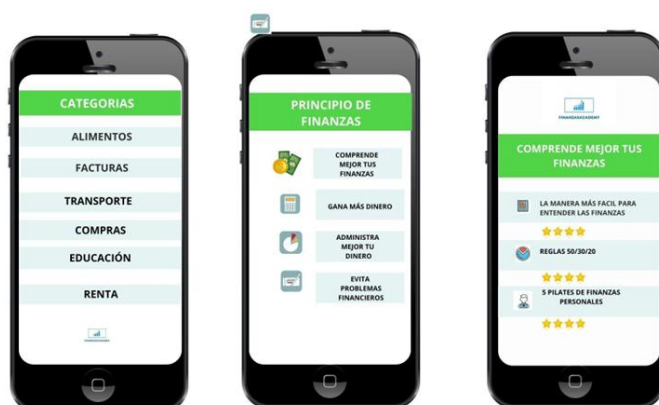 CATEGORIAS
ALIMENTOS
FACTURAS
TRANSPORTE
COMPRAS
EDUCACIÓN
RENTA
PRINCIPIO DE
FINANZAS
COMPRENDE
MEJOR TUS
FINANZAS
GANA MÁS DINERO
ADMINISTRA
MEJOR TU
DINERO
EVITA
PROBLEMAS
FINANCIEROS
FINANZASACADEMY
COMPRENDE MEJOR TUS
FINANZAS
LA MANERA MÁS FACIL PARA
ENTENDER LAS FINANZAS
REGLAS 50/30/20
5 PILATES DE FINANZAS
PERSONALES